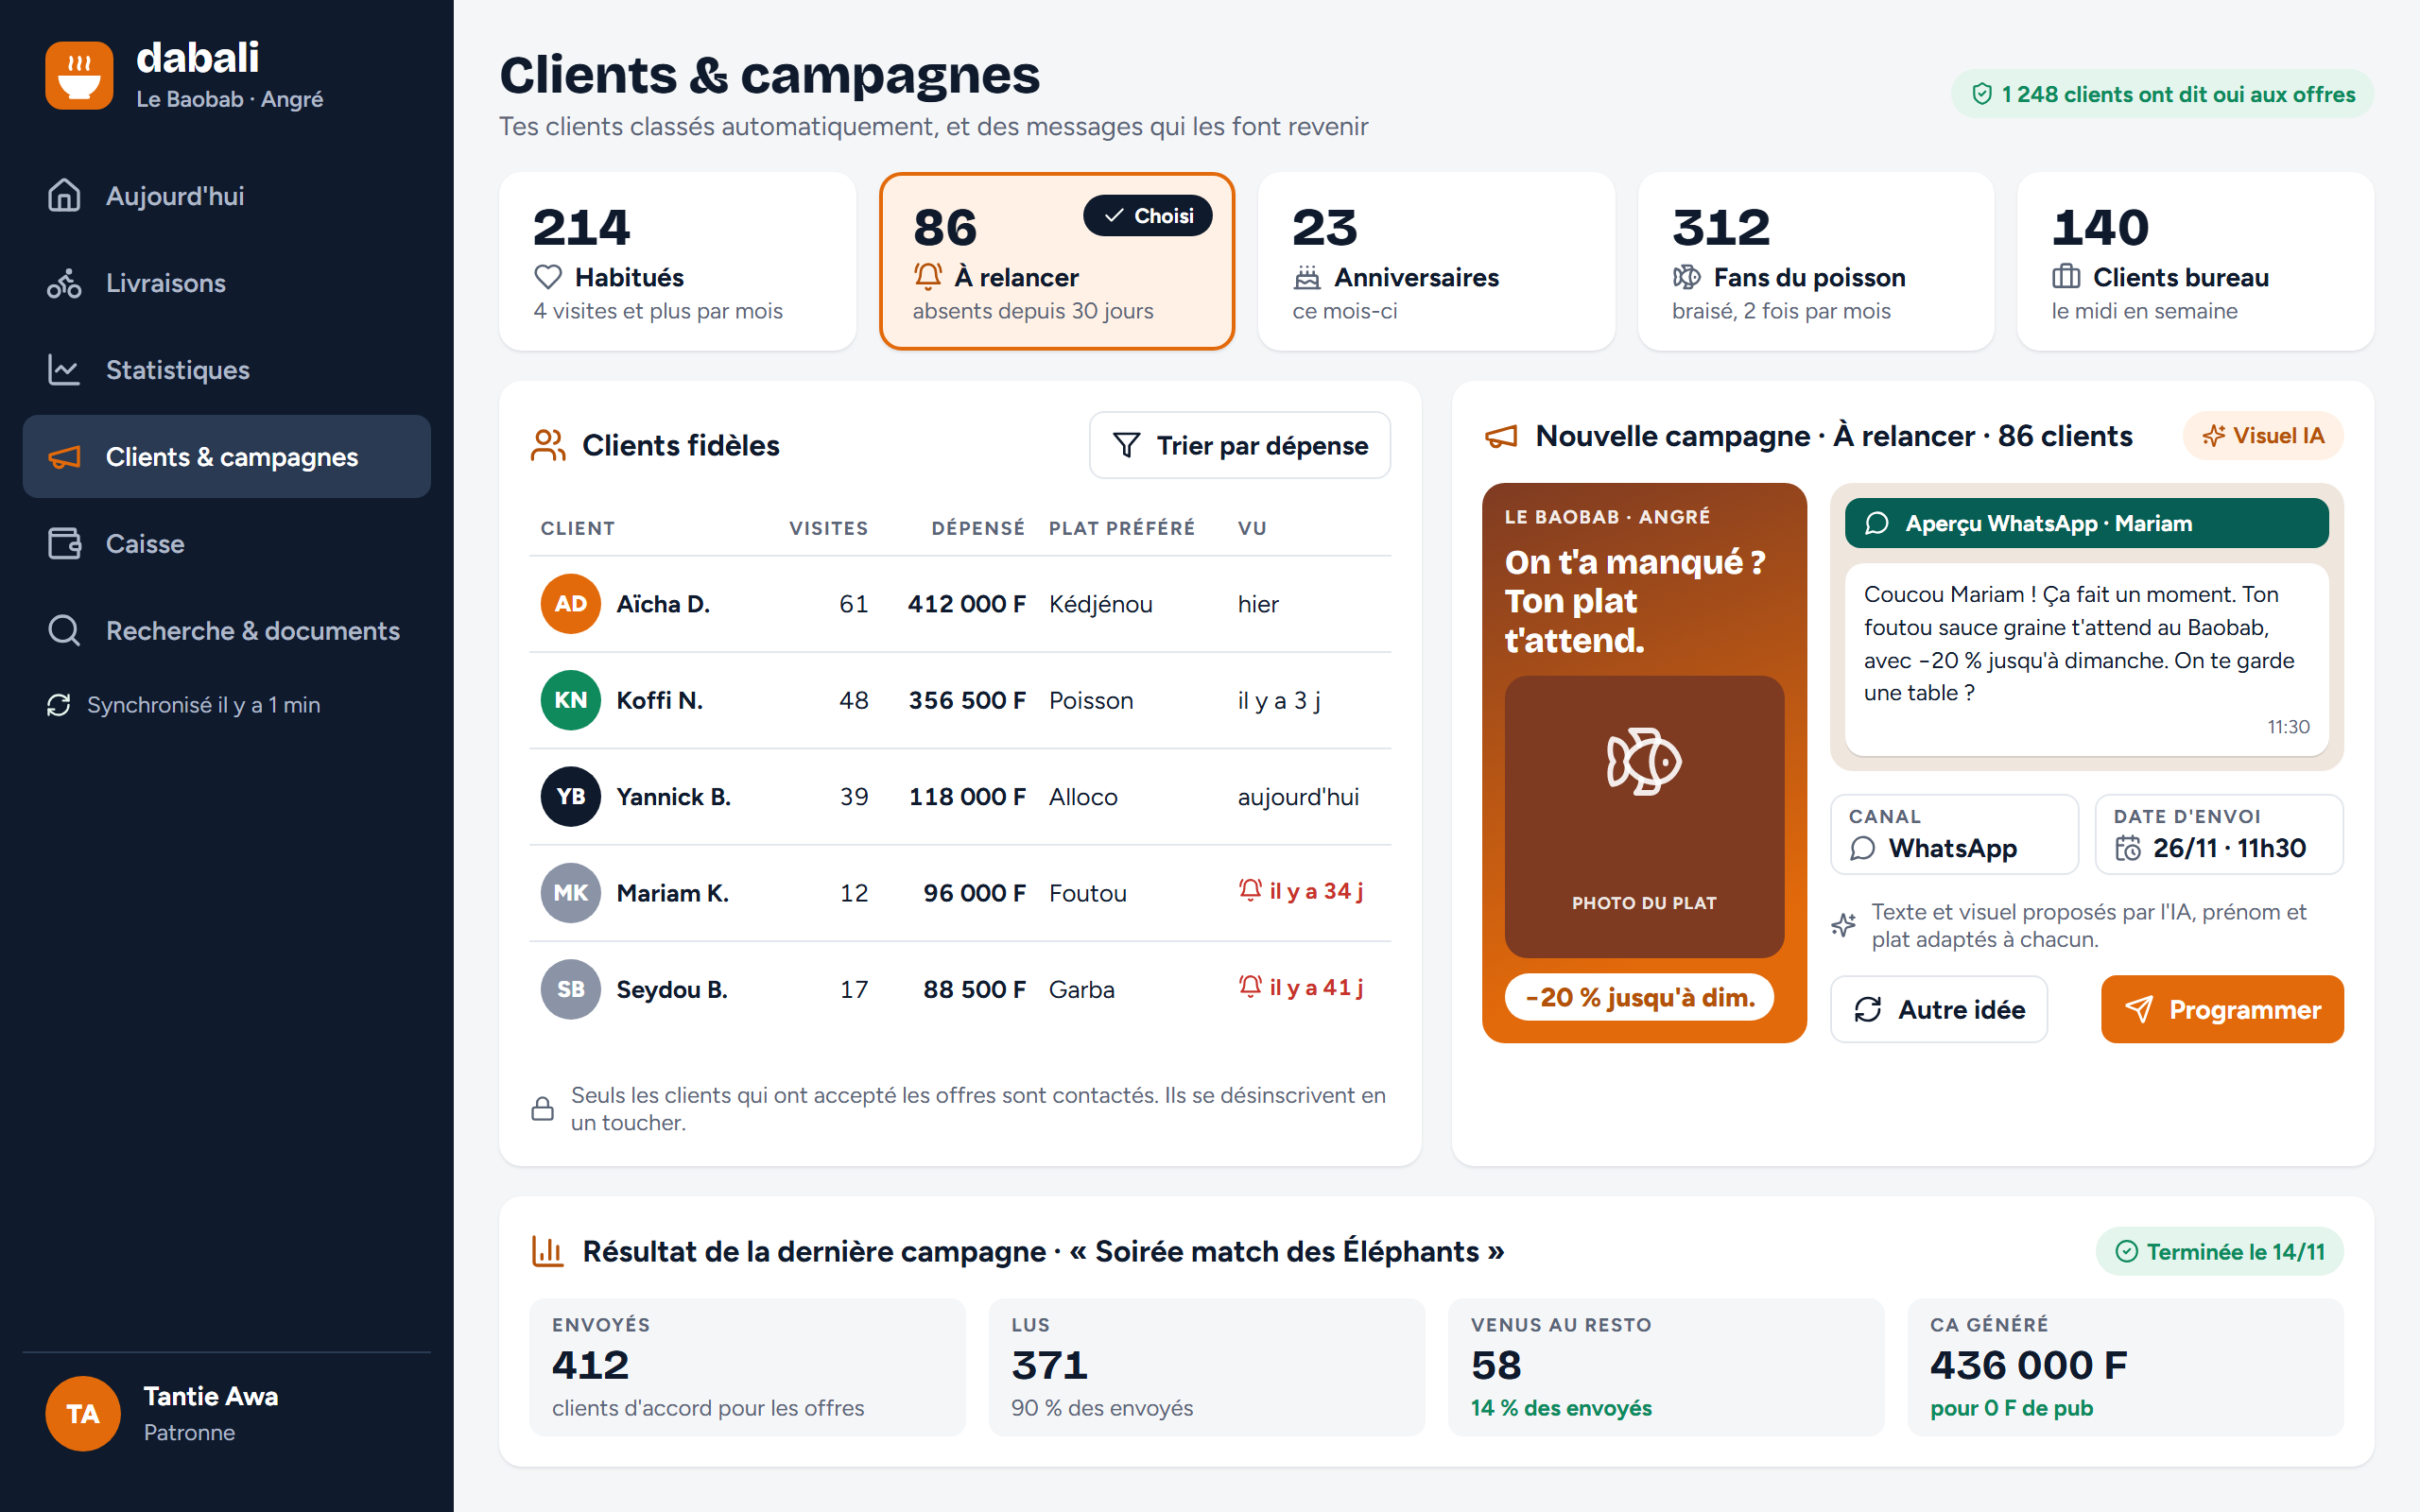 dabali
Le Baobab · Angré
Aujourd'hui
Livraisons
Statistiques
Clients & campagnes
Caisse
Recherche & documents
Synchronisé il y a 1 min
TA
Tantie Awa
Patronne
Clients & campagnes
Tes clients classés automatiquement, et des messages qui les font revenir
1 248 clients ont dit oui aux offres
214
Habitués
4 visites et plus par mois
86
Choisi
À relancer
absents depuis 30 jours
23
Anniversaires
ce mois-ci
312
Fans du poisson
braisé, 2 fois par mois
140
Clients bureau
le midi en semaine
Clients fidèles
Trier par dépense
CLIENT VISITES DÉPENSÉ PLAT PRÉFÉRÉ VU
AD Aïcha D. 61 412 000 F Kédjénou hier
KN Koffi N. 48 356 500 F Poisson il y a 3 j
YB Yannick B. 39 118 000 F Alloco aujourd'hui
MK Mariam K. 12 96 000 F Foutou il y a 34 j
SB Seydou B. 17 88 500 F Garba il y a 41 j
Seuls les clients qui ont accepté les offres sont contactés. Ils se désinscrivent en
un toucher.
Nouvelle campagne · À relancer · 86 clients
Visuel IA
LE BAOBAB · ANGRÉ
On t'a manqué ?
Ton plat
t'attend.
PHOTO DU PLAT
−20 % jusqu'à dim.
Aperçu WhatsApp · Mariam
Coucou Mariam ! Ça fait un moment. Ton
foutou sauce graine t'attend au Baobab,
avec −20 % jusqu'à dimanche. On te garde
une table ?
11:30
CANAL
WhatsApp
DATE D'ENVOI
26/11 · 11h30
Texte et visuel proposés par l'IA, prénom et
plat adaptés à chacun.
Autre idée
Programmer
Résultat de la dernière campagne · « Soirée match des Éléphants »
Terminée le 14/11
ENVOYÉS
412
clients d'accord pour les offres
LUS
371
90 % des envoyés
VENUS AU RESTO
58
14 % des envoyés
CA GÉNÉRÉ
436 000 F
pour 0 F de pub